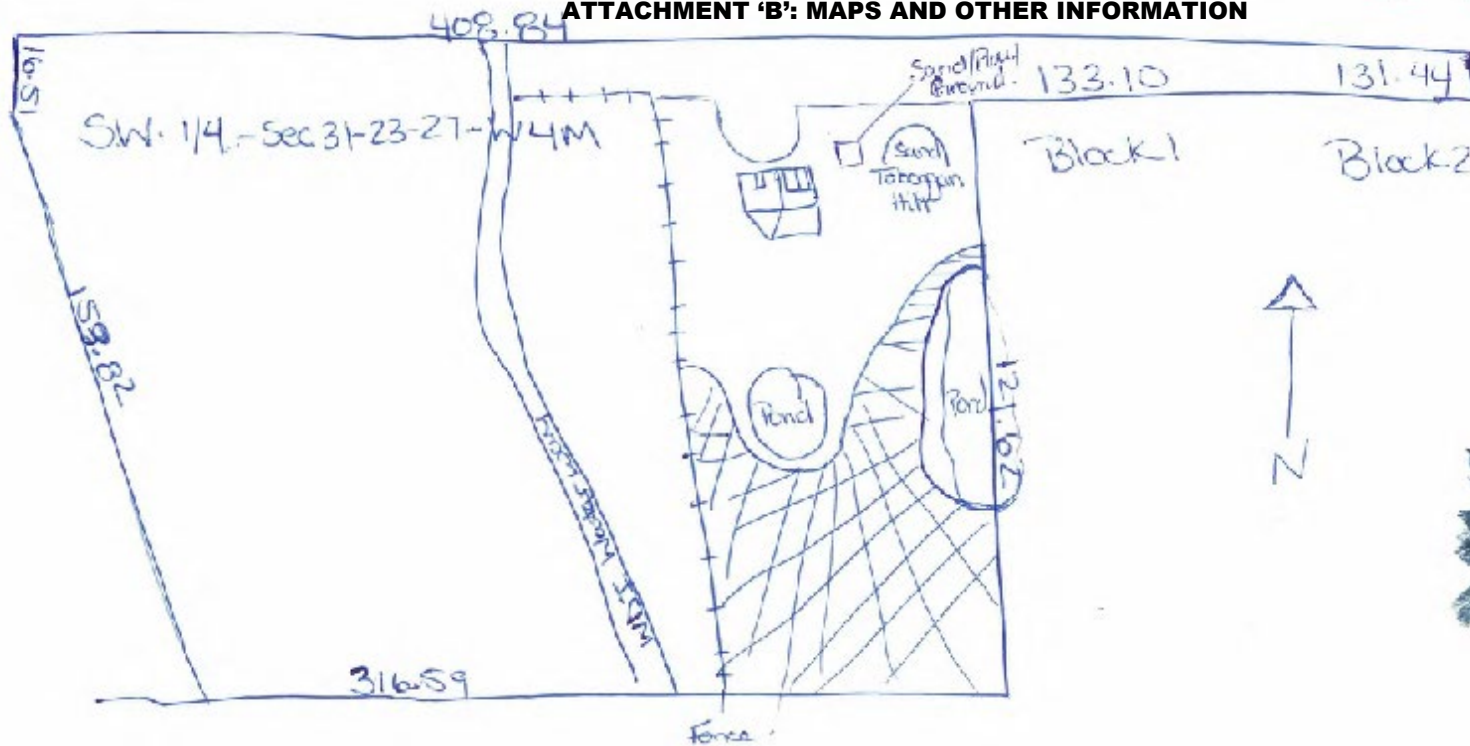 ATTACHMENT ‘B’: MAPS AND OTHER INFORMATION
408.84
16.51
Sand/Play
Ground.
133.10
131.44
S.W. 1/4 - Sec 31-23-27-W4M
Sand
Toboggan
Hill
Block 1
Block 2
158.82
Pond
Pond
121.62
N
316.59
Fence